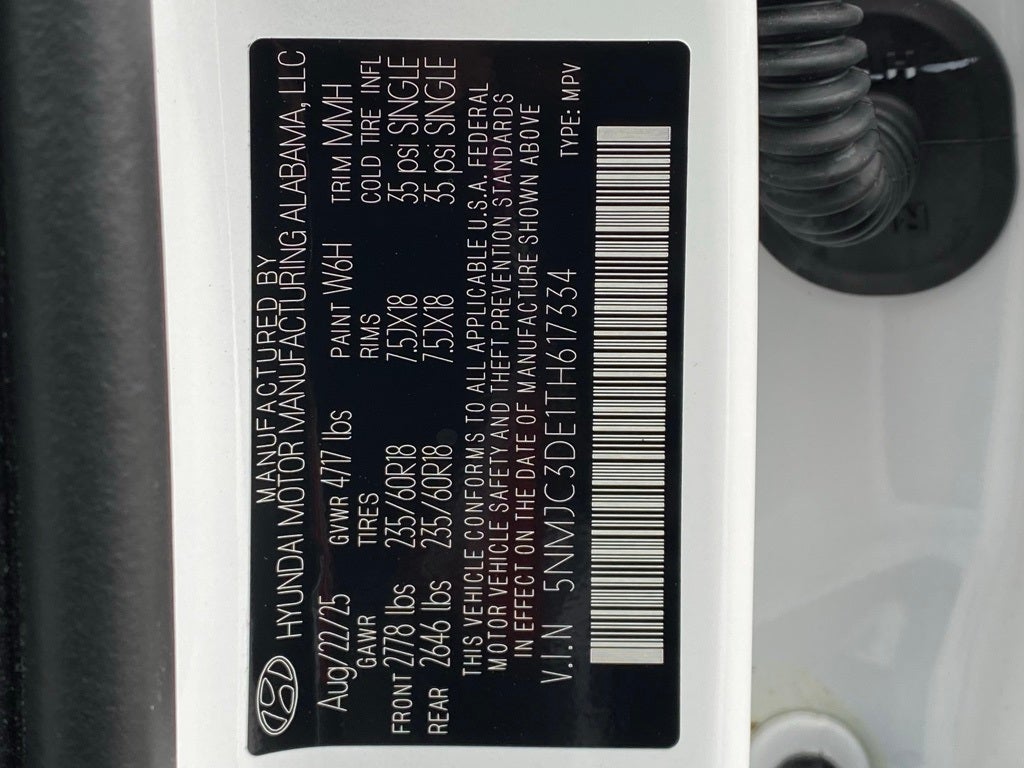 MANUFACTURED BY
HYUNDAI MOTOR MANUFACTURING ALABAMA, LLC
Aug/22/25 GVWR 4717 lbs PAINT W6H TRIM MMH
GAWR TIRES RIMS COLD TIRE INFL
FRONT 2778 lbs 235/60R18 7.5JX18 35 psi SINGLE
REAR 2646 lbs 235/60R18 7.5JX18 35 psi SINGLE
THIS VEHICLE CONFORMS TO ALL APPLICABLE U.S.A. FEDERAL
MOTOR VEHICLE SAFETY AND THEFT PREVENTION STANDARDS
IN EFFECT ON THE DATE OF MANUFACTURE SHOWN ABOVE
V.I.N 5NMJC3DE1TH617334 TYPE: MPV